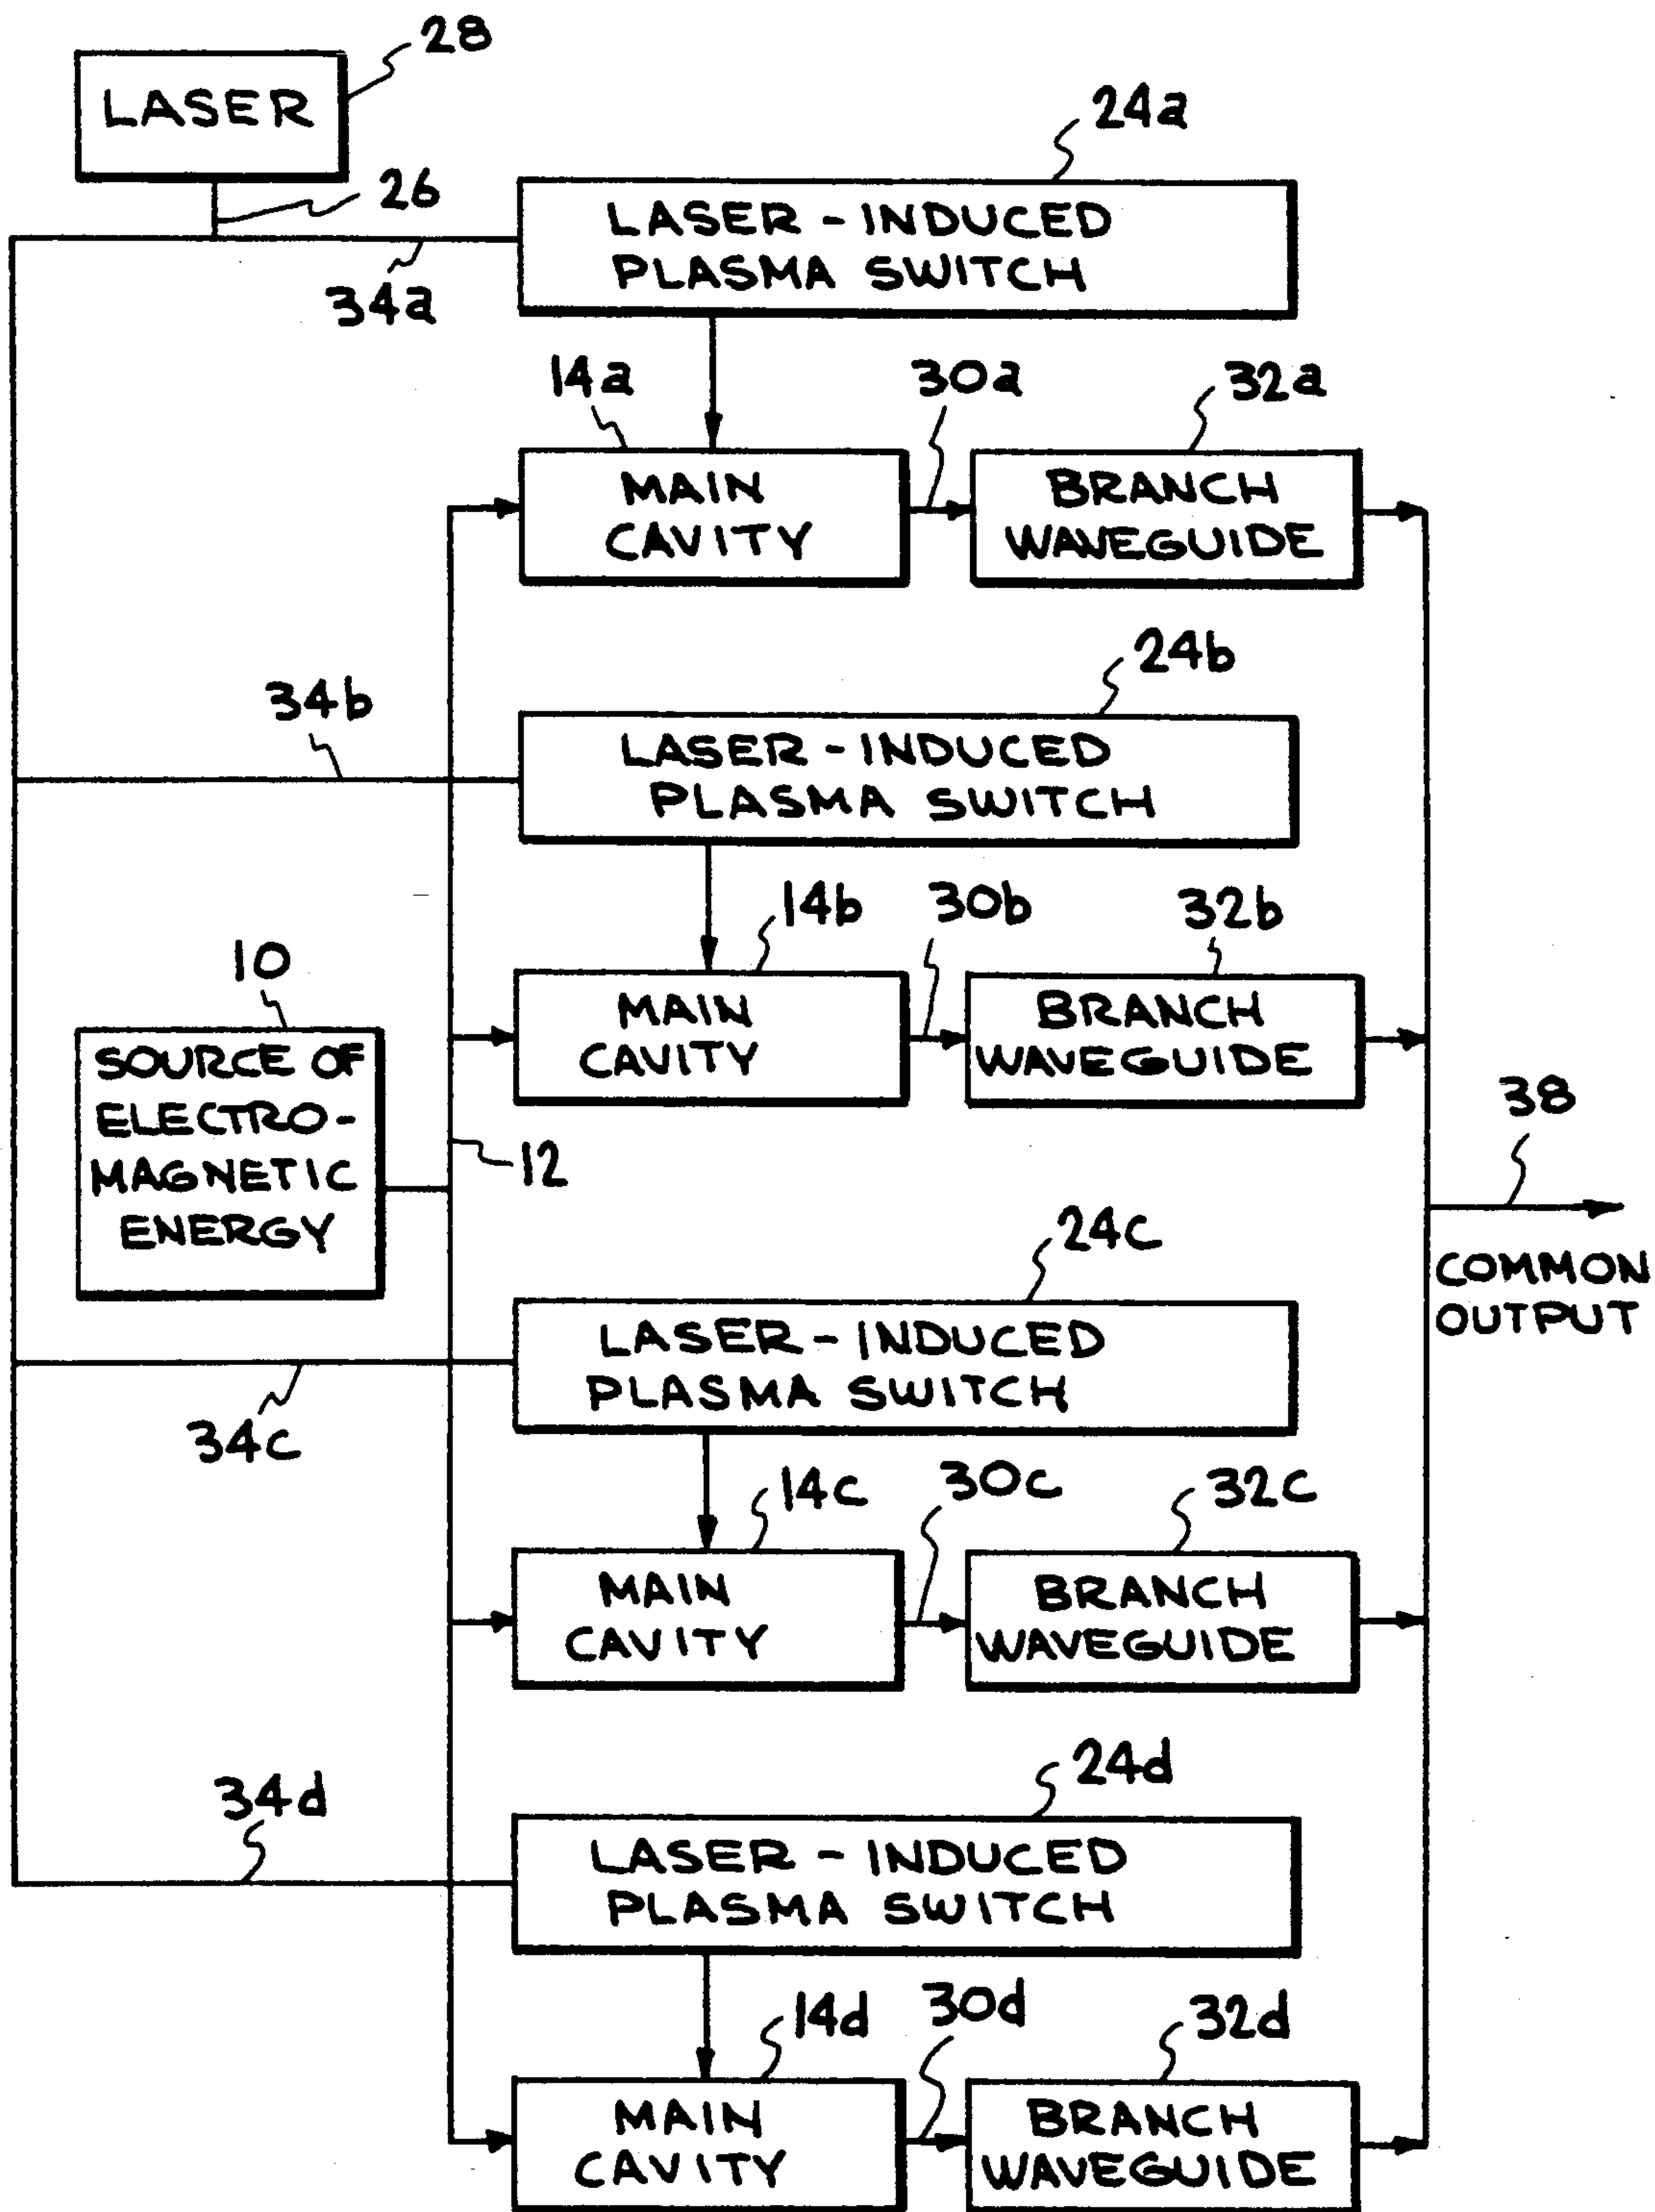 28
LASER
24a
26
LASER - INDUCED
PLASMA SWITCH
34a
14a
30a
32a
MAIN
CAVITY
BRANCH
WAVEGUIDE
24b
34b
LASER - INDUCED
PLASMA SWITCH
14b
30b
32b
10
MAIN
CAVITY
BRANCH
WAVEGUIDE
SOURCE OF
ELECTRO-
MAGNETIC
ENERGY
12
38
24c
COMMON
OUTPUT
LASER - INDUCED
PLASMA SWITCH
34c
14c
30c
32c
MAIN
CAVITY
BRANCH
WAVEGUIDE
24d
34d
LASER - INDUCED
PLASMA SWITCH
14d
30d
32d
MAIN
CAVITY
BRANCH
WAVEGUIDE